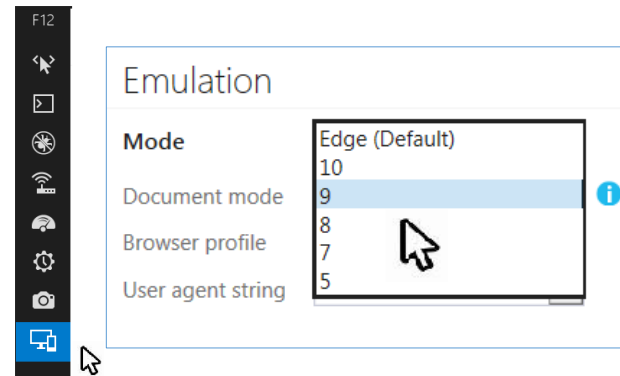 F12
Emulation
Mode
Edge (Default)
10
Document mode
9
Browser profile
8
7
User agent string
5